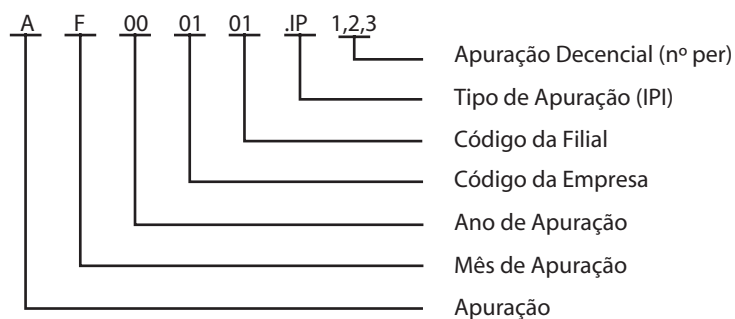 A F 00 01 01 .IP 1,2,3
Apuração Decencial (nº per)
Tipo de Apuração (IPI)
Código da Filial
Código da Empresa
Ano de Apuração
Mês de Apuração
Apuração